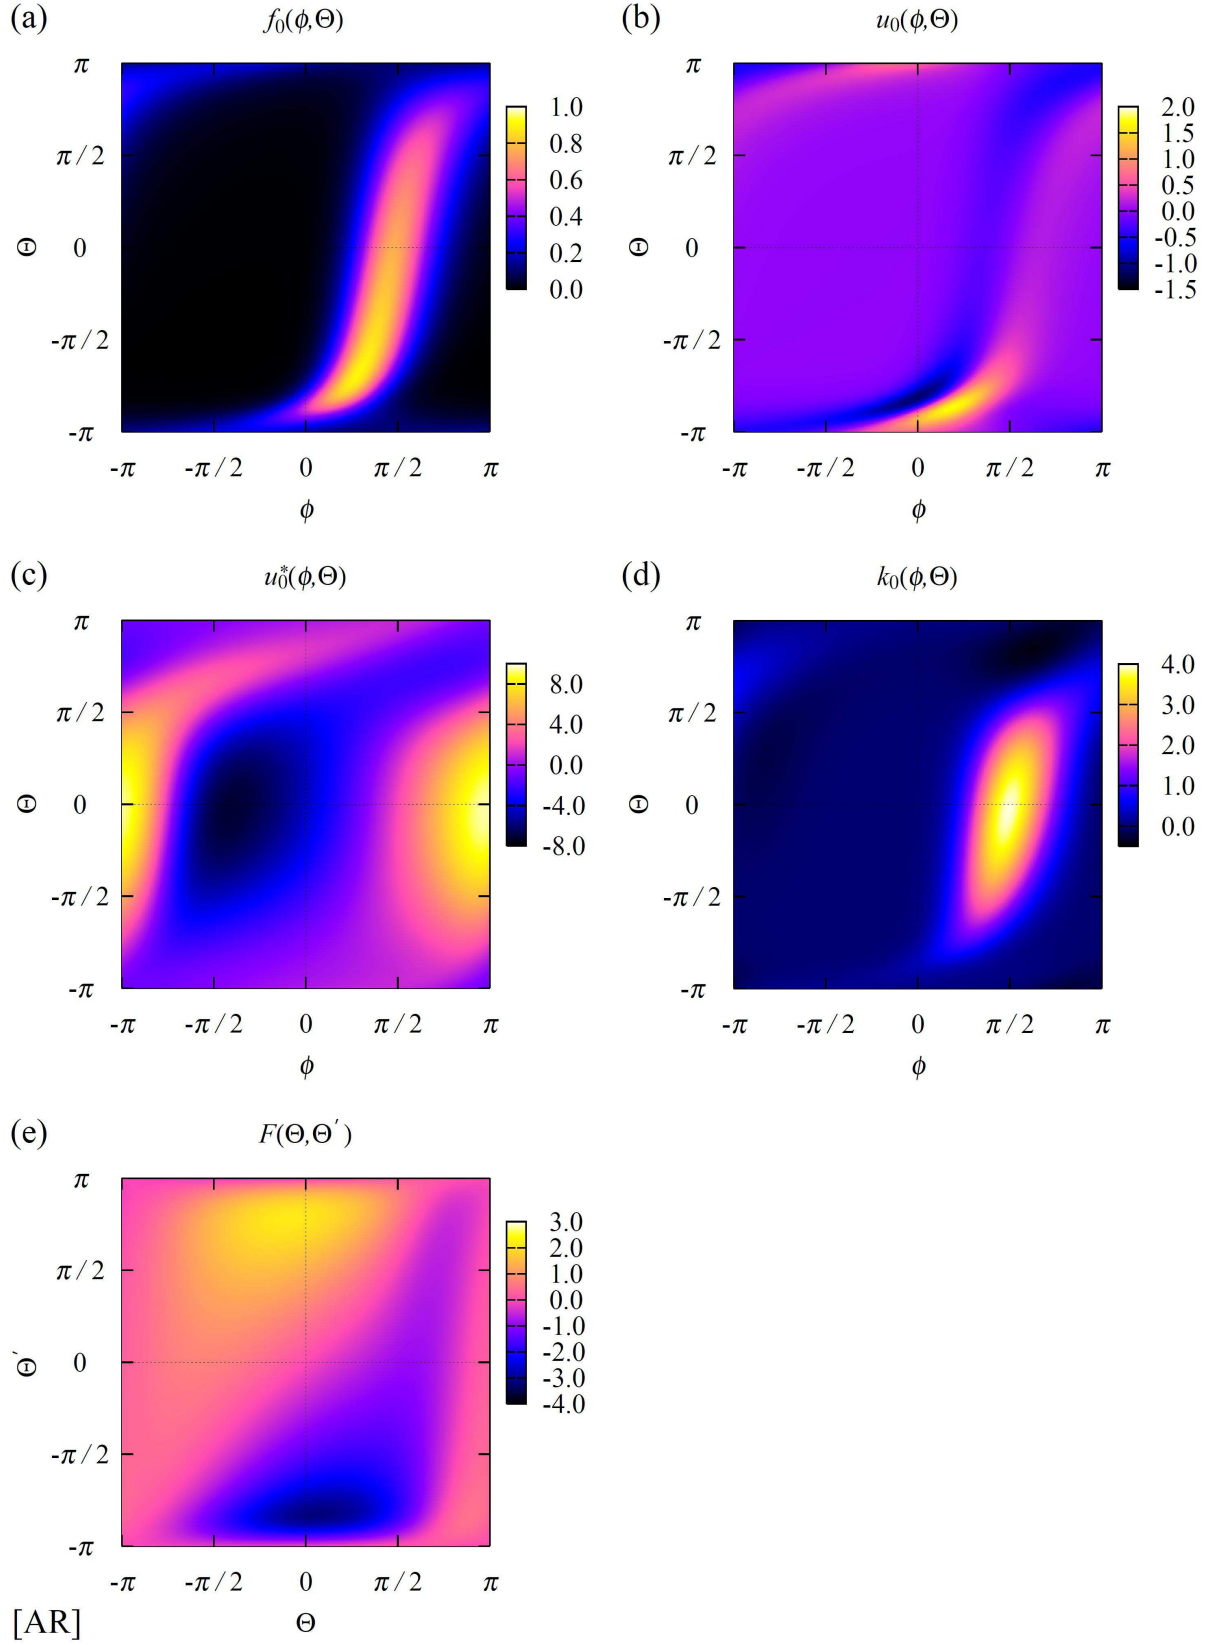 (a) f₀(ϕ,Θ)
π
π/2
Θ 0
-π/2
-π
-π -π/2 0 π/2 π
ϕ
1.0
0.8
0.6
0.4
0.2
0.0
(b) u₀(ϕ,Θ)
π
π/2
Θ 0
-π/2
-π
-π -π/2 0 π/2 π
ϕ
2.0
1.5
1.0
0.5
0.0
-0.5
-1.0
-1.5
(c) u₀*(ϕ,Θ)
π
π/2
Θ 0
-π/2
-π
-π -π/2 0 π/2 π
ϕ
8.0
4.0
0.0
-4.0
-8.0
(d) k₀(ϕ,Θ)
π
π/2
Θ 0
-π/2
-π
-π -π/2 0 π/2 π
ϕ
4.0
3.0
2.0
1.0
0.0
(e) F(Θ,Θ′)
π
π/2
Θ′ 0
-π/2
-π
-π -π/2 0 π/2 π
Θ
3.0
2.0
1.0
0.0
-1.0
-2.0
-3.0
-4.0
[AR]